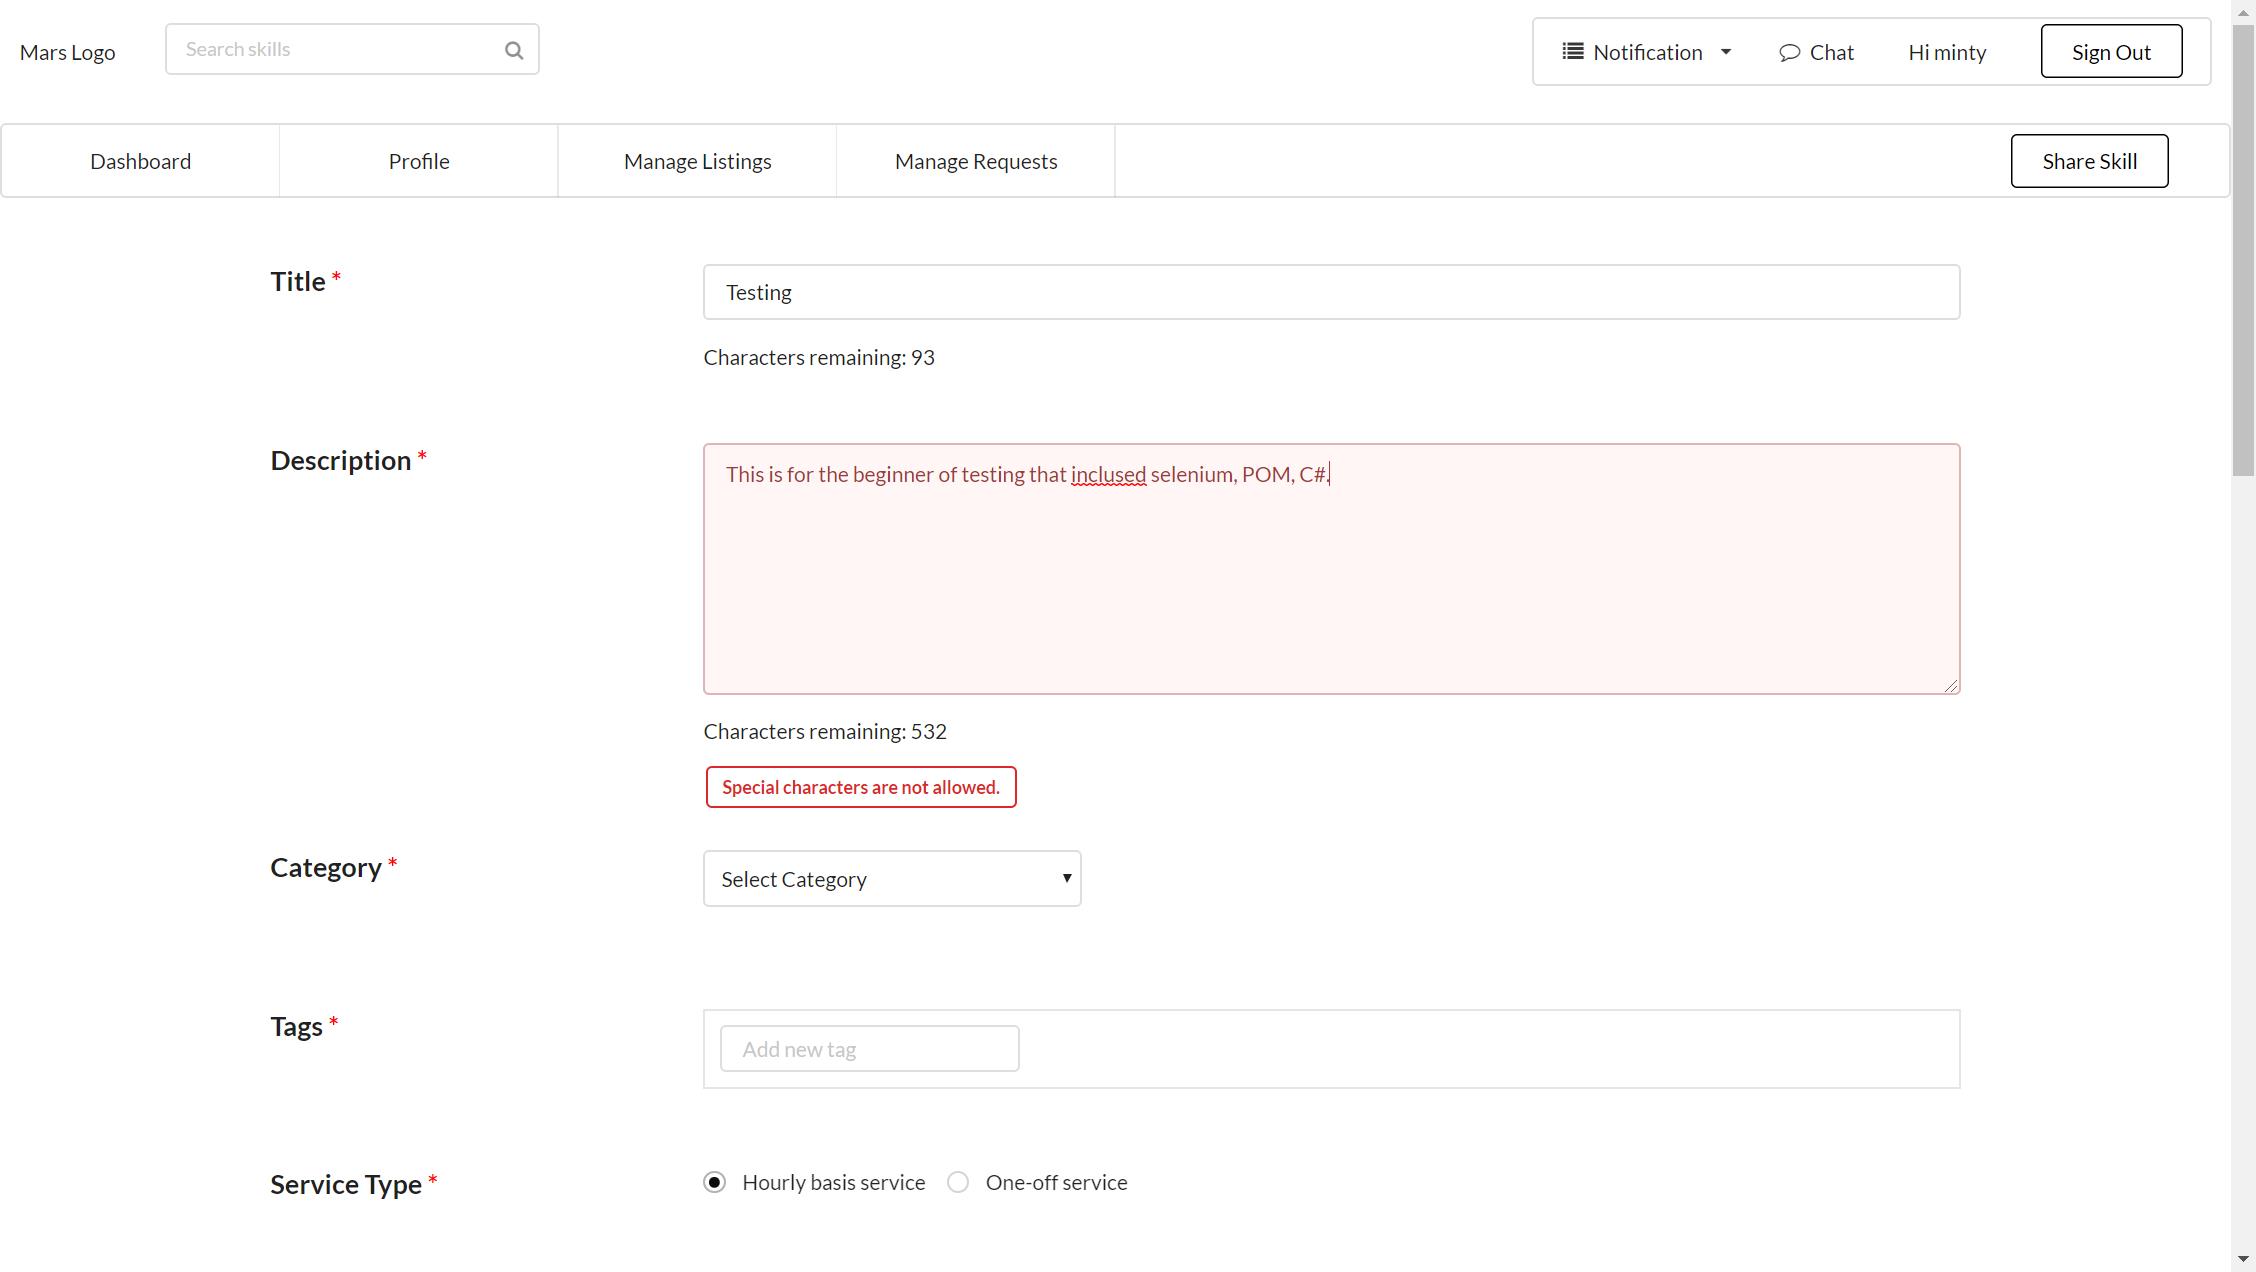 Mars Logo
Search skills
Notification
Chat
Hi minty
Sign Out
Dashboard
Profile
Manage Listings
Manage Requests
Share Skill
Title *
Testing
Characters remaining: 93
Description *
This is for the beginner of testing that inclused selenium, POM, C#.
Characters remaining: 532
Special characters are not allowed.
Category *
Select Category
Tags *
Add new tag
Service Type *
Hourly basis service
One-off service